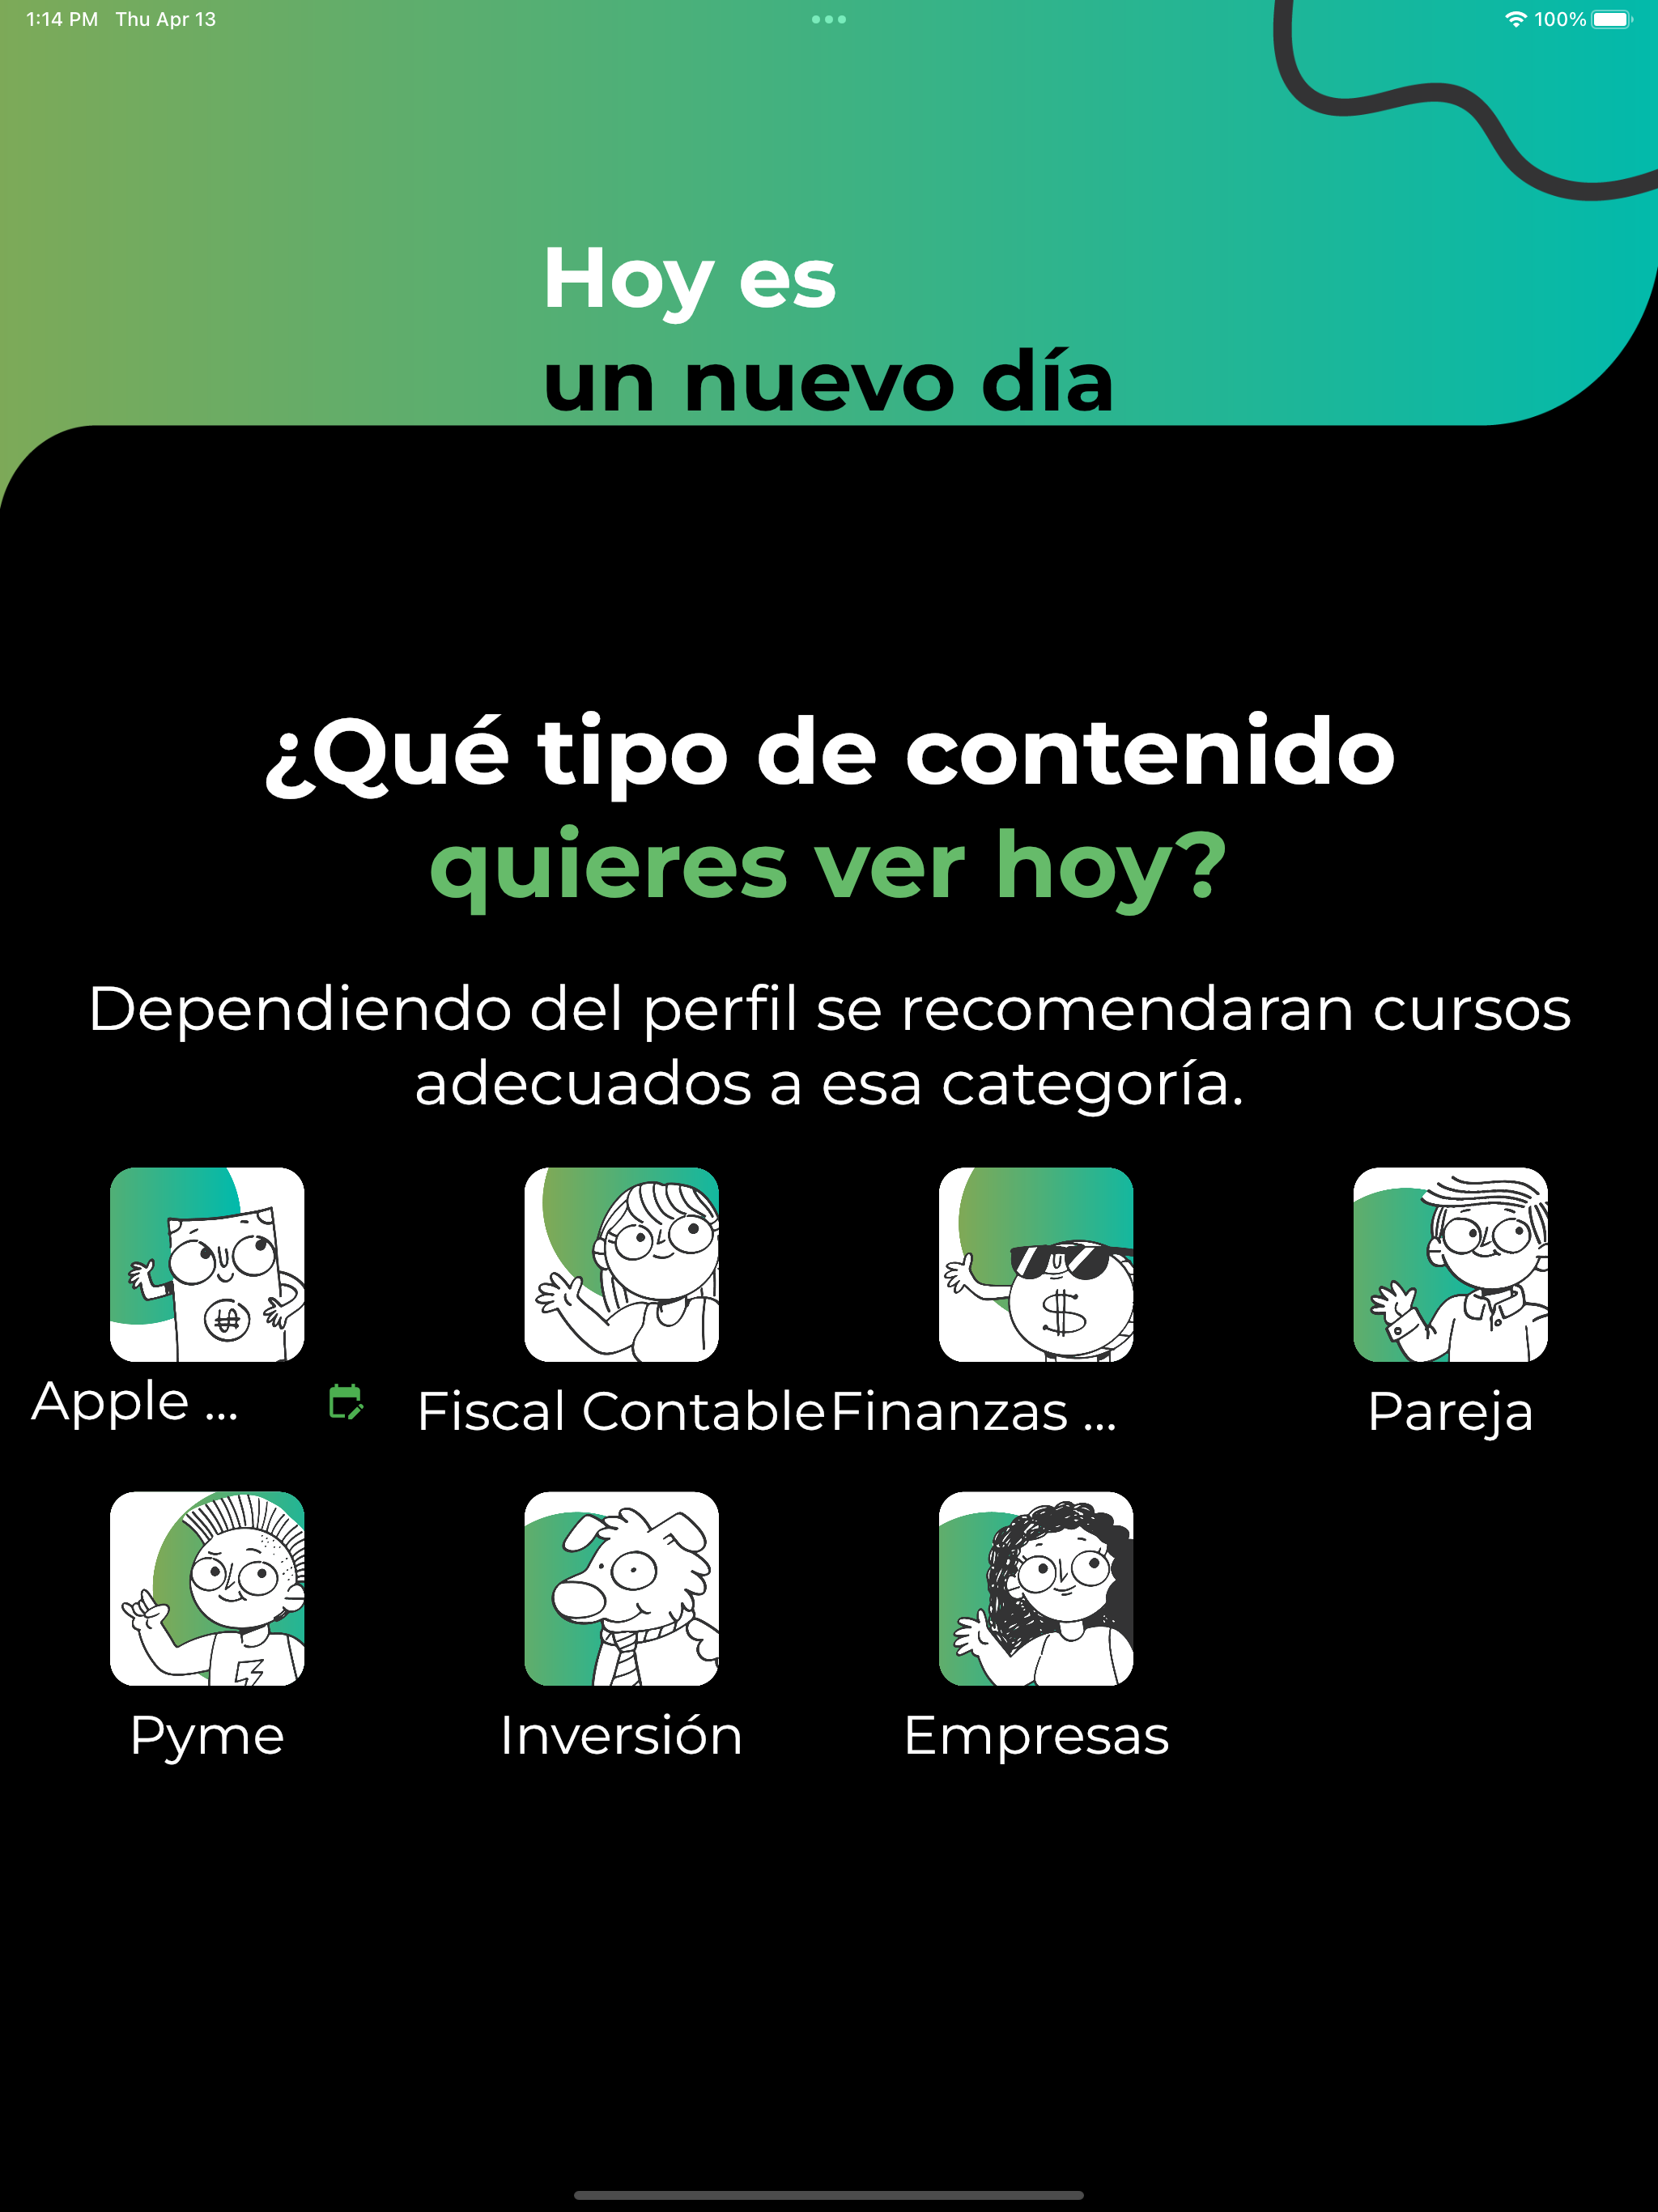 1:14 PM Thu Apr 13
100%
Hoy es
un nuevo día
¿Qué tipo de contenido
quieres ver hoy?
Dependiendo del perfil se recomendaran cursos
adecuados a esa categoría.
Apple ...
Fiscal Contable
Finanzas ...
Pareja
Pyme
Inversión
Empresas